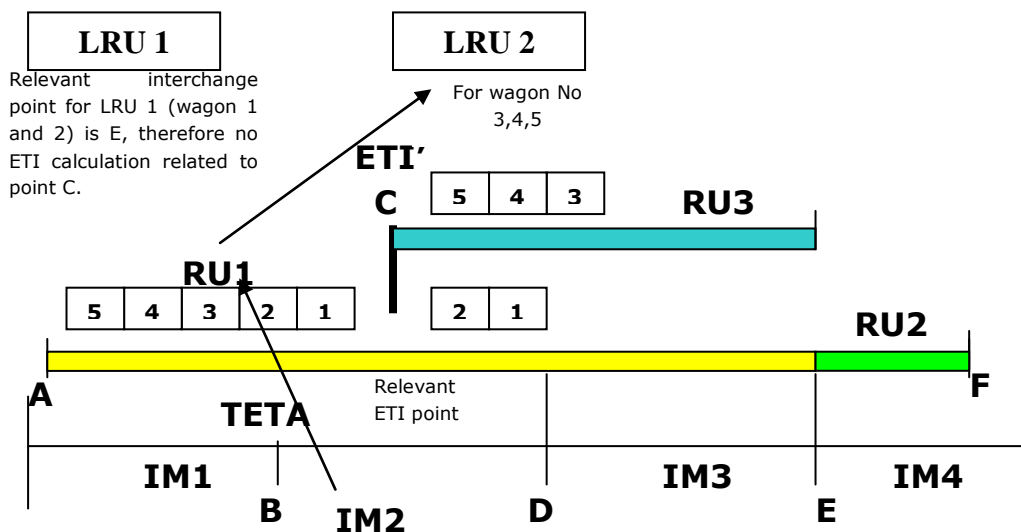 LRU 1
LRU 2
Relevant interchange
point for LRU 1 (wagon 1
and 2) is E, therefore no
ETI calculation related to
point C.
For wagon No
3,4,5
ETI’
C
5 4 3
RU3
RU1
5 4 3 2 1
2 1
RU2
A
Relevant
ETI point
F
TETA
IM1
IM3
IM4
B
IM2
D
E